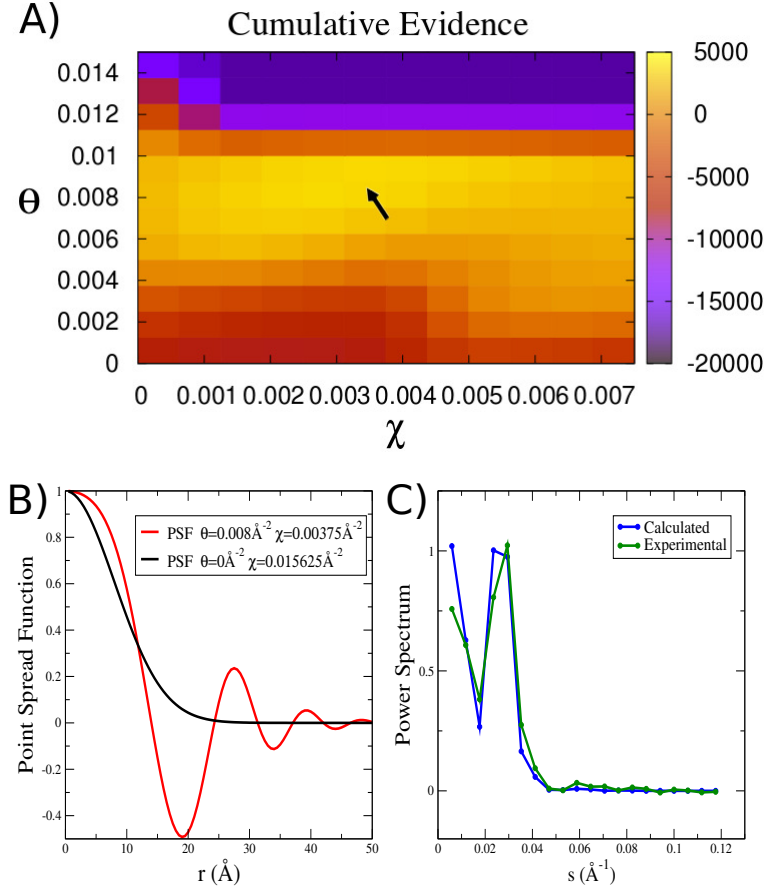 A)
Cumulative Evidence
0.014
0.012
0.01
0.008
0.006
0.004
0.002
0
θ
0 0.001 0.002 0.003 0.004 0.005 0.006 0.007
χ
5000
0
-5000
-10000
-15000
-20000
B)
1
0.8
0.6
0.4
0.2
0
-0.2
-0.4
Point Spread Function
PSF θ=0.008Å⁻² χ=0.00375Å⁻²
PSF θ=0Å⁻² χ=0.015625Å⁻²
0 10 20 30 40 50
r (Å)
C)
1
0.5
0
Power Spectrum
Calculated
Experimental
0 0.02 0.04 0.06 0.08 0.1 0.12
s (Å⁻¹)